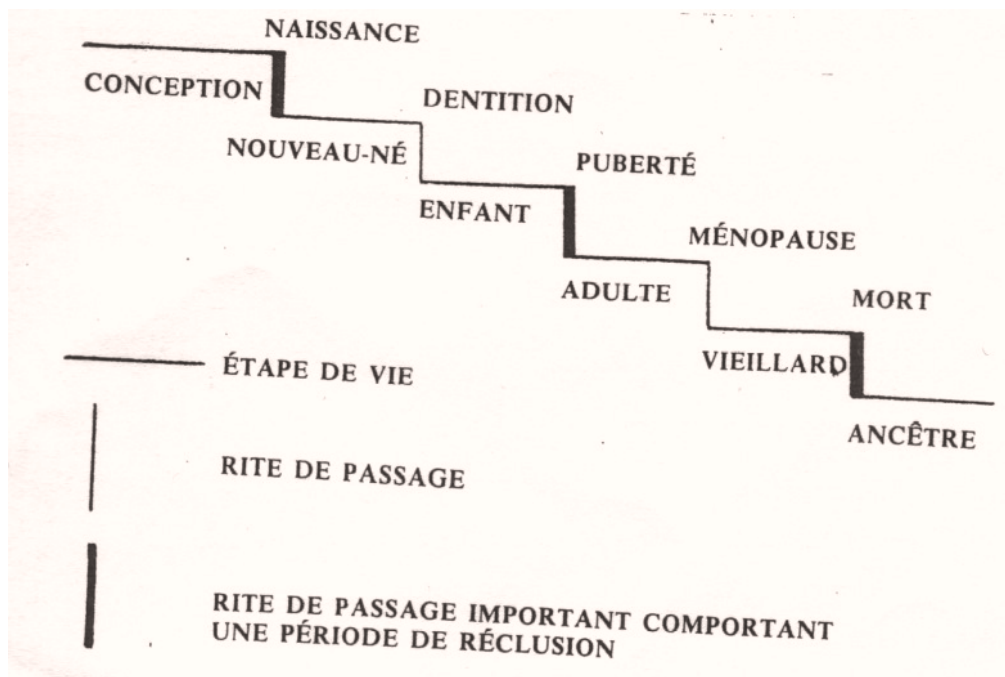 NAISSANCE
CONCEPTION
DENTITION
NOUVEAU-NÉ
PUBERTÉ
ENFANT
MÉNOPAUSE
ADULTE
MORT
VIEILLARD
ANCÊTRE
ÉTAPE DE VIE
RITE DE PASSAGE
RITE DE PASSAGE IMPORTANT COMPORTANT
UNE PÉRIODE DE RÉCLUSION